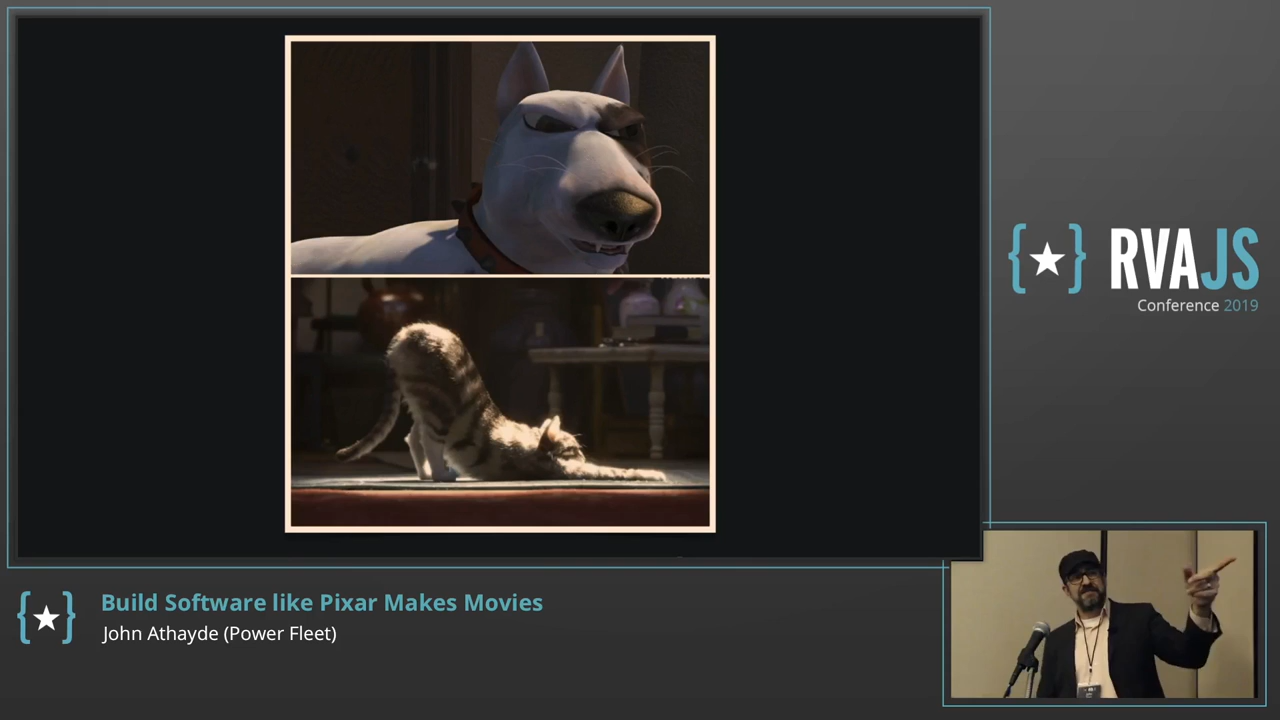 {★} RVAJS
Conference 2019
Build Software like Pixar Makes Movies
John Athayde (Power Fleet)